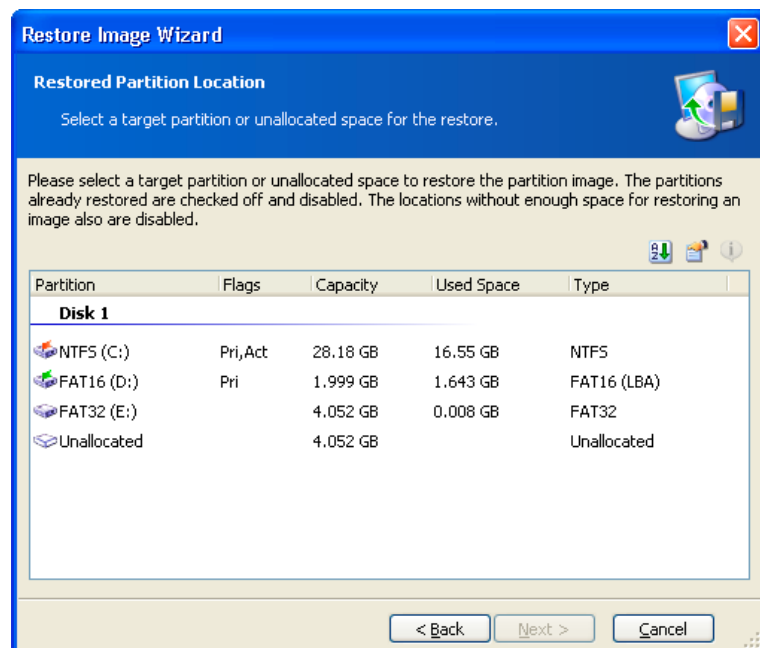 Restore Image Wizard
Restored Partition Location
Select a target partition or unallocated space for the restore.
Please select a target partition or unallocated space to restore the partition image. The partitions
already restored are checked off and disabled. The locations without enough space for restoring an
image also are disabled.
Partition Flags Capacity Used Space Type
Disk 1
NTFS (C:) Pri,Act 28.18 GB 16.55 GB NTFS
FAT16 (D:) Pri 1.999 GB 1.643 GB FAT16 (LBA)
FAT32 (E:) 4.052 GB 0.008 GB FAT32
Unallocated 4.052 GB Unallocated
< Back Next > Cancel